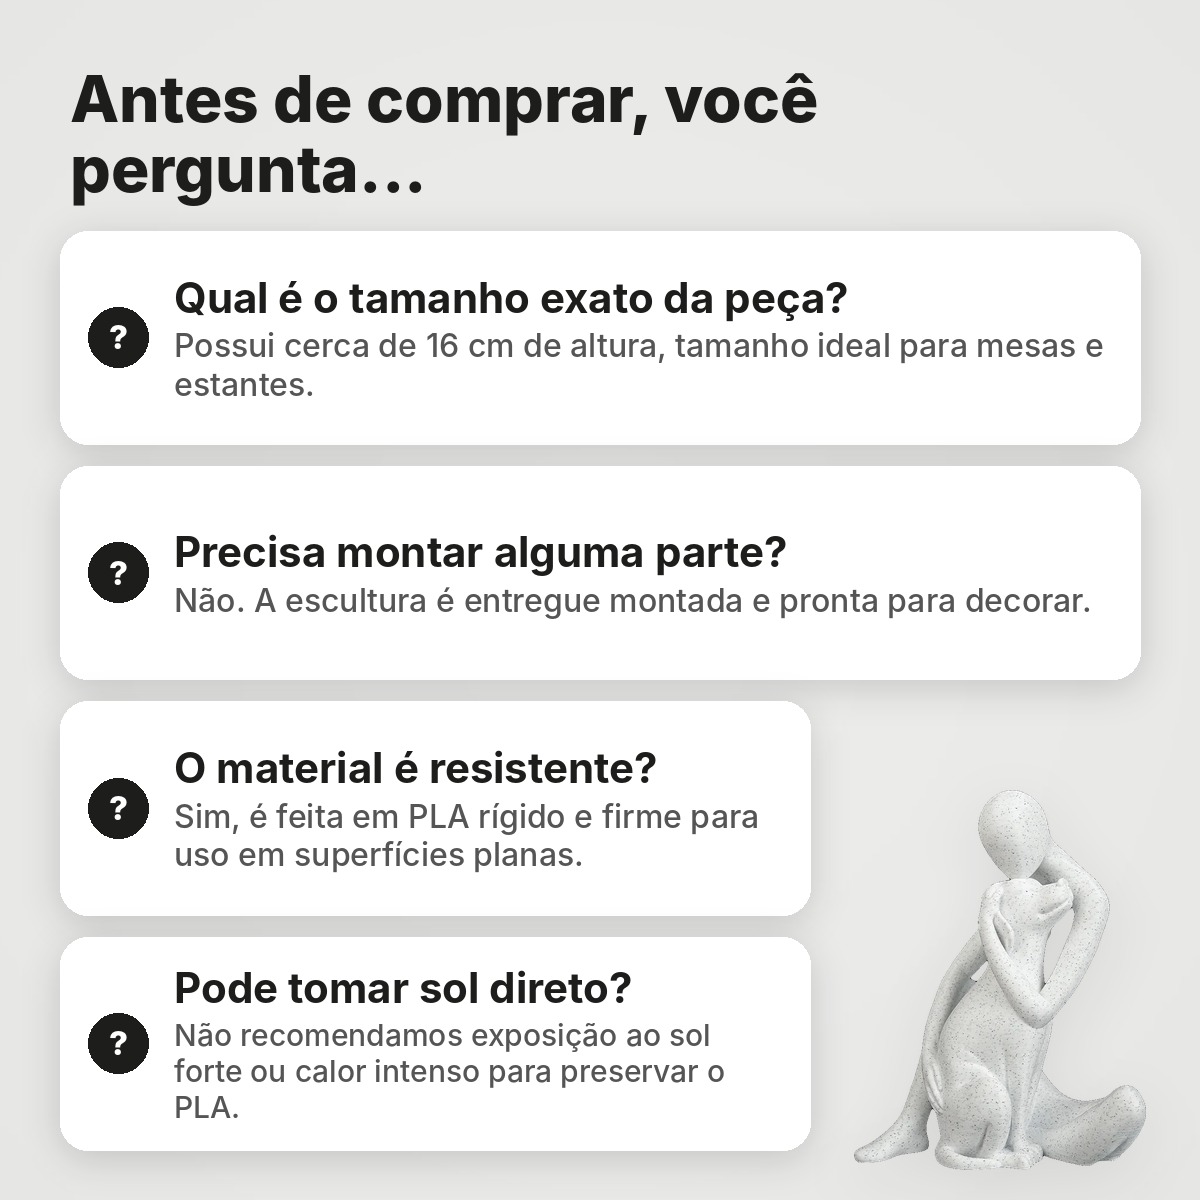 Antes de comprar, você
pergunta...
?
Qual é o tamanho exato da peça?
Possui cerca de 16 cm de altura, tamanho ideal para mesas e
estantes.
?
Precisa montar alguma parte?
Não. A escultura é entregue montada e pronta para decorar.
?
O material é resistente?
Sim, é feita em PLA rígido e firme para
uso em superfícies planas.
?
Pode tomar sol direto?
Não recomendamos exposição ao sol
forte ou calor intenso para preservar o
PLA.